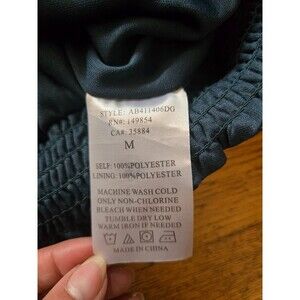 STYLE: AB411406DG
RN#: 149854
CA#: 35884
M
SELF: 100%POLYESTER
LINING: 100%POLYESTER
MACHINE WASH COLD
ONLY NON-CHLORINE
BLEACH WHEN NEEDED
TUMBLE DRY LOW
WARM IRON IF NEEDED
MADE IN CHINA